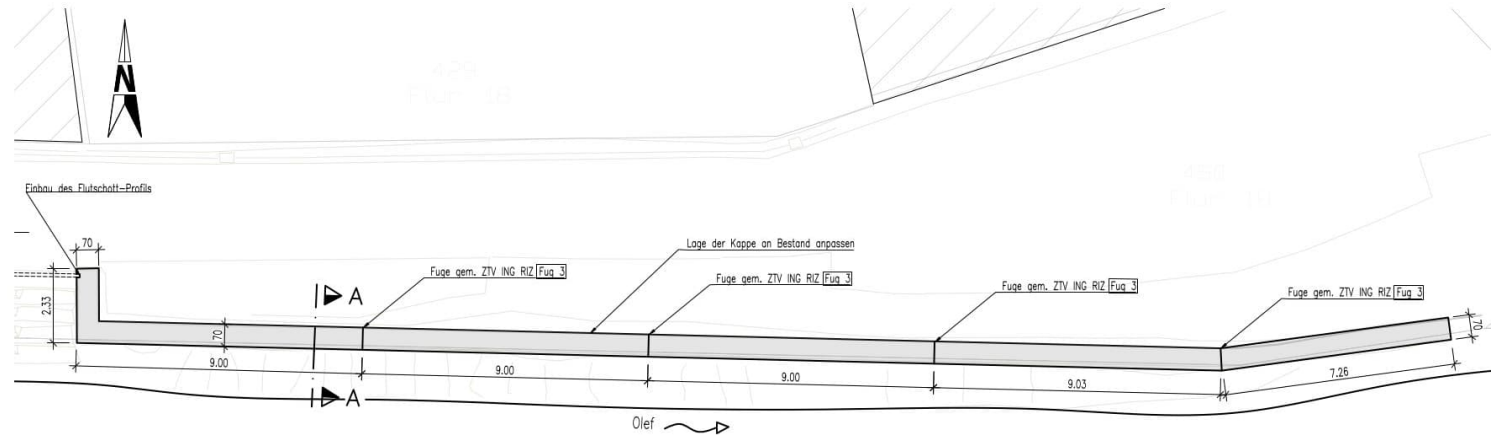 N
Einbau des Flutschott-Profils
70
2.33
A
Fuge gem. ZTV ING RIZ Fug 3
Lage der Kappe an Bestand anpassen
Fuge gem. ZTV ING RIZ Fug 3
Fuge gem. ZTV ING RIZ Fug 3
Fuge gem. ZTV ING RIZ Fug 3
70
70
9.00
9.00
9.00
9.03
7.26
A
Olef